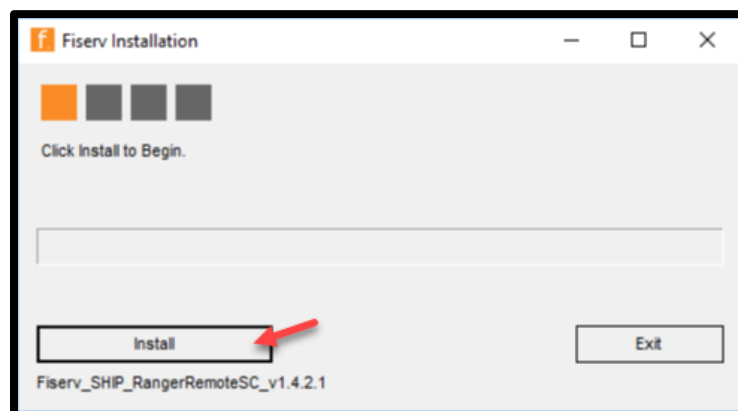 f.
Fiserv Installation
Click Install to Begin.
Install
Exit
Fiserv_SHIP_RangerRemoteSC_v1.4.2.1